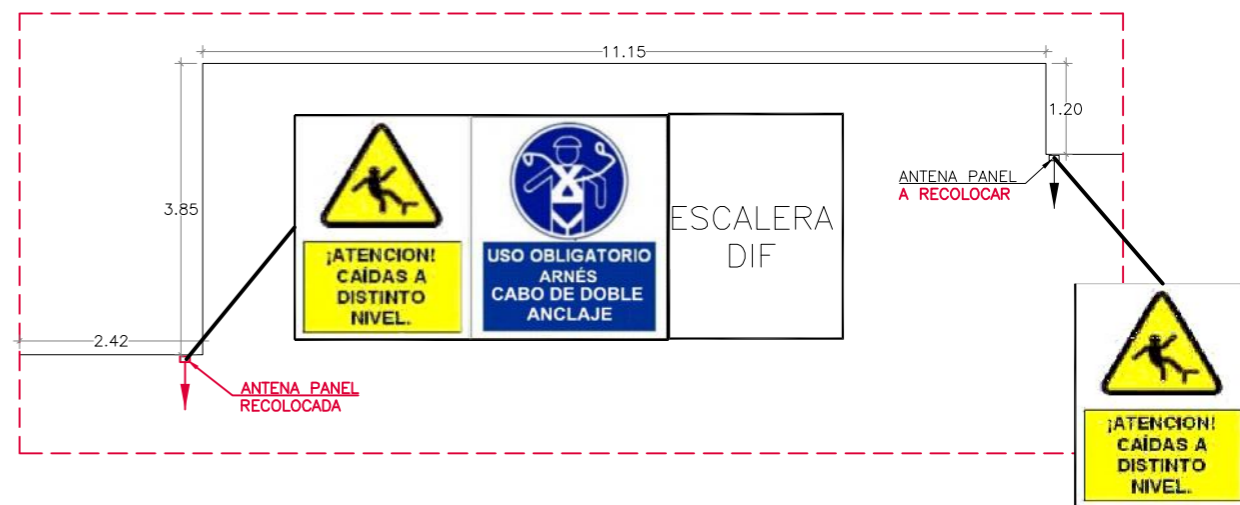 11.15
1.20
3.85
2.42
¡ATENCION!
CAÍDAS A
DISTINTO
NIVEL.
USO OBLIGATORIO
ARNÉS
CABO DE DOBLE
ANCLAJE
ESCALERA
DIF
ANTENA PANEL
A RECOLOCAR
ANTENA PANEL
RECOLOCADA
¡ATENCION!
CAÍDAS A
DISTINTO
NIVEL.